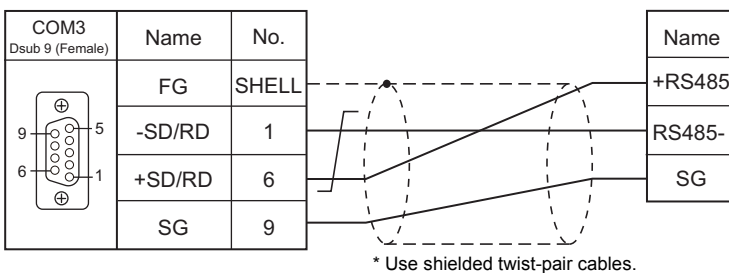 COM3
Dsub 9 (Female)
Name No.
FG SHELL
-SD/RD 1
+SD/RD 6
SG 9
9 5
6 1
Name
+RS485
RS485-
SG
* Use shielded twist-pair cables.